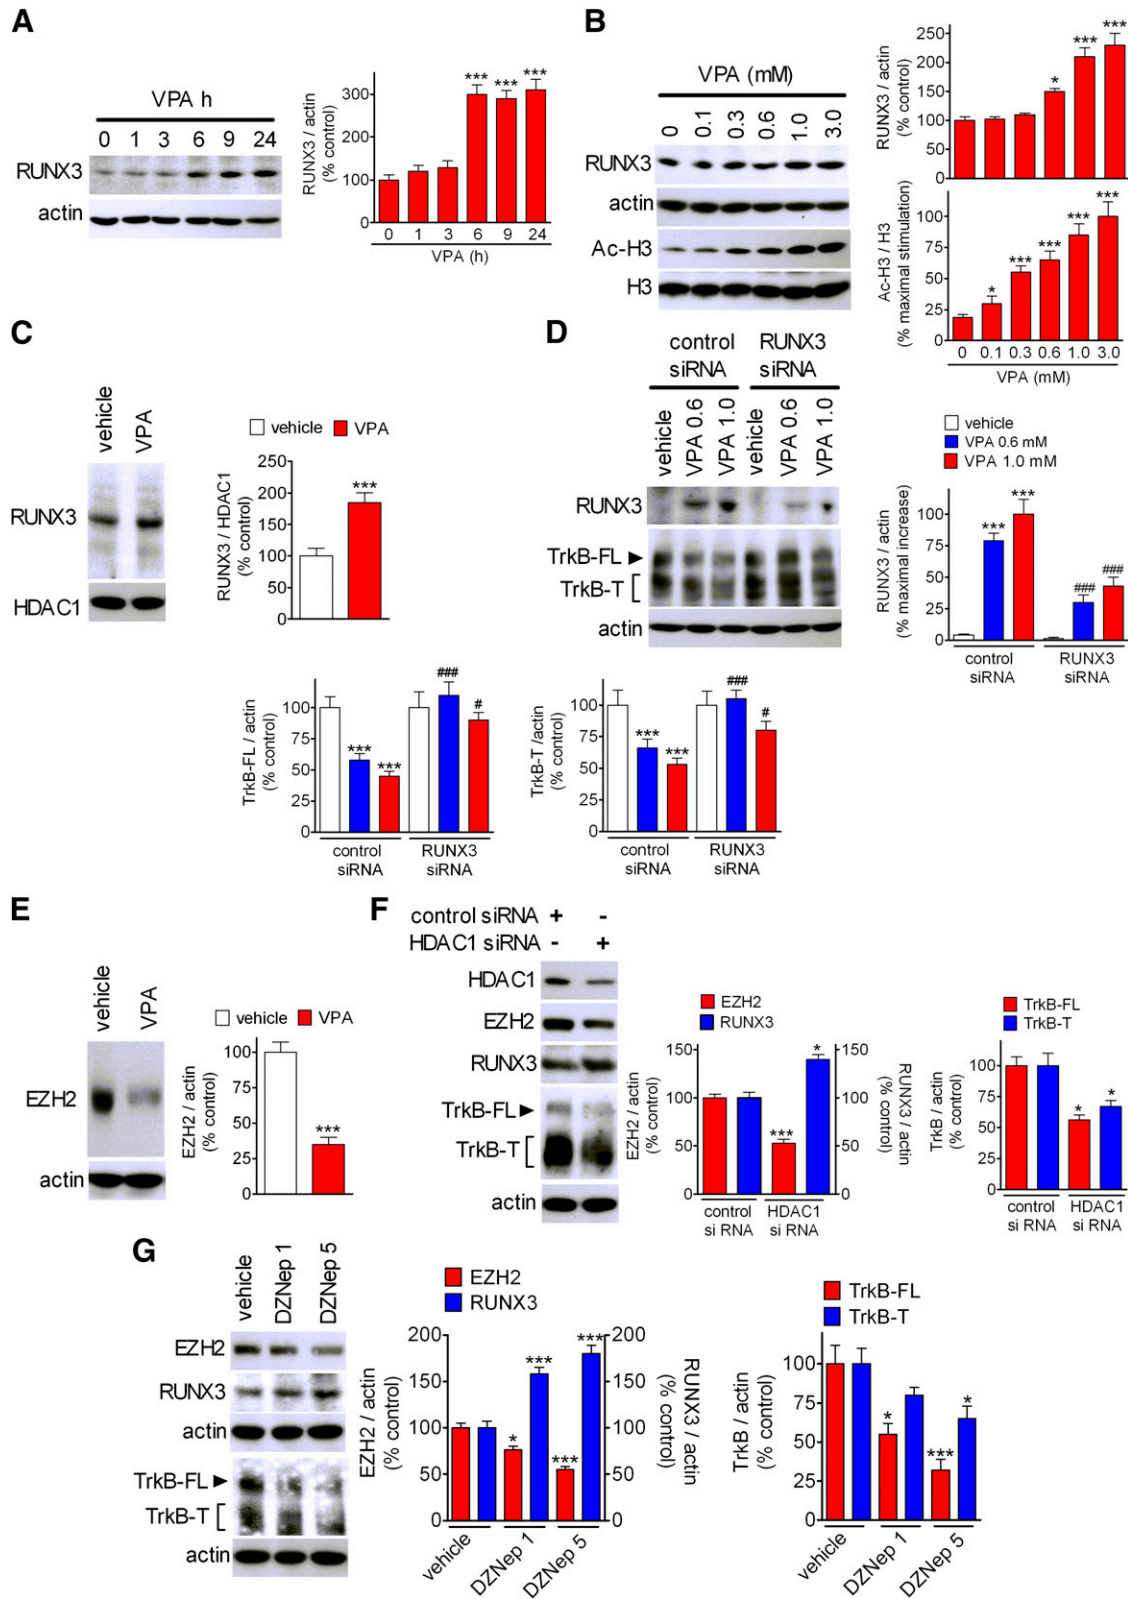 A
VPA h
0 1 3 6 9 24
RUNX3
actin
RUNX3 / actin
(% control)
300
200
100
0
*** *** ***
0 1 3 6 9 24
VPA (h)
B
VPA (mM)
0 0.1 0.3 0.6 1.0 3.0
RUNX3
actin
Ac-H3
H3
RUNX3 / actin
(% control)
250
200
150
100
50
0
* *** ***
Ac-H3 / H3
(% maximal stimulation)
100
75
50
25
0
* *** *** *** ***
0 0.1 0.3 0.6 1.0 3.0
VPA (mM)
C
vehicle
VPA
RUNX3
HDAC1
vehicle VPA
RUNX3 / HDAC1
(% control)
250
200
150
100
50
0
***
D
control
siRNA
RUNX3
siRNA
vehicle
VPA 0.6
VPA 1.0
vehicle
VPA 0.6
VPA 1.0
RUNX3
TrkB-FL
TrkB-T
actin
vehicle
VPA 0.6 mM
VPA 1.0 mM
RUNX3 / actin
(% maximal increase)
100
75
50
25
0
*** *** ### ###
control
siRNA
RUNX3
siRNA
TrkB-FL / actin
(% control)
100
75
50
25
0
*** *** ### #
control
siRNA
RUNX3
siRNA
TrkB-T /actin
(% control)
100
75
50
25
0
*** *** ### #
control
siRNA
RUNX3
siRNA
E
vehicle
VPA
EZH2
actin
vehicle VPA
EZH2 / actin
(% control)
100
75
50
25
0
***
F
control siRNA + -
HDAC1 siRNA - +
HDAC1
EZH2
RUNX3
TrkB-FL
TrkB-T
actin
EZH2
RUNX3
EZH2 / actin
(% control)
150
100
50
0
*** *
150
100
50
0
RUNX3 / actin
(% control)
control
si RNA
HDAC1
si RNA
TrkB-FL
TrkB-T
TrkB / actin
(% control)
100
75
50
25
0
* *
control
si RNA
HDAC1
si RNA
G
vehicle
DZNep 1
DZNep 5
EZH2
RUNX3
actin
TrkB-FL
TrkB-T
actin
EZH2
RUNX3
EZH2 / actin
(% control)
200
150
100
50
0
* *** *** ***
200
150
100
50
0
RUNX3 / actin
(% control)
vehicle
DZNep 1
DZNep 5
TrkB-FL
TrkB-T
TrkB / actin
(% control)
100
75
50
25
0
* *** *
vehicle
DZNep 1
DZNep 5